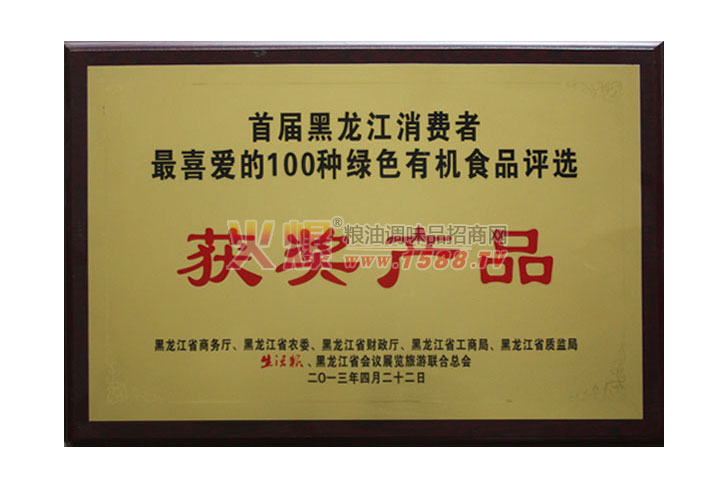 首届黑龙江消费者
最喜爱的100种绿色有机食品评选
火爆®粮油调味品招商网
www.1588.tv
获奖产品
黑龙江省商务厅、黑龙江省农委、黑龙江省财政厅、黑龙江省工商局、黑龙江省质监局
生活报、黑龙江省会议展览旅游联合总会
二〇一三年四月二十二日